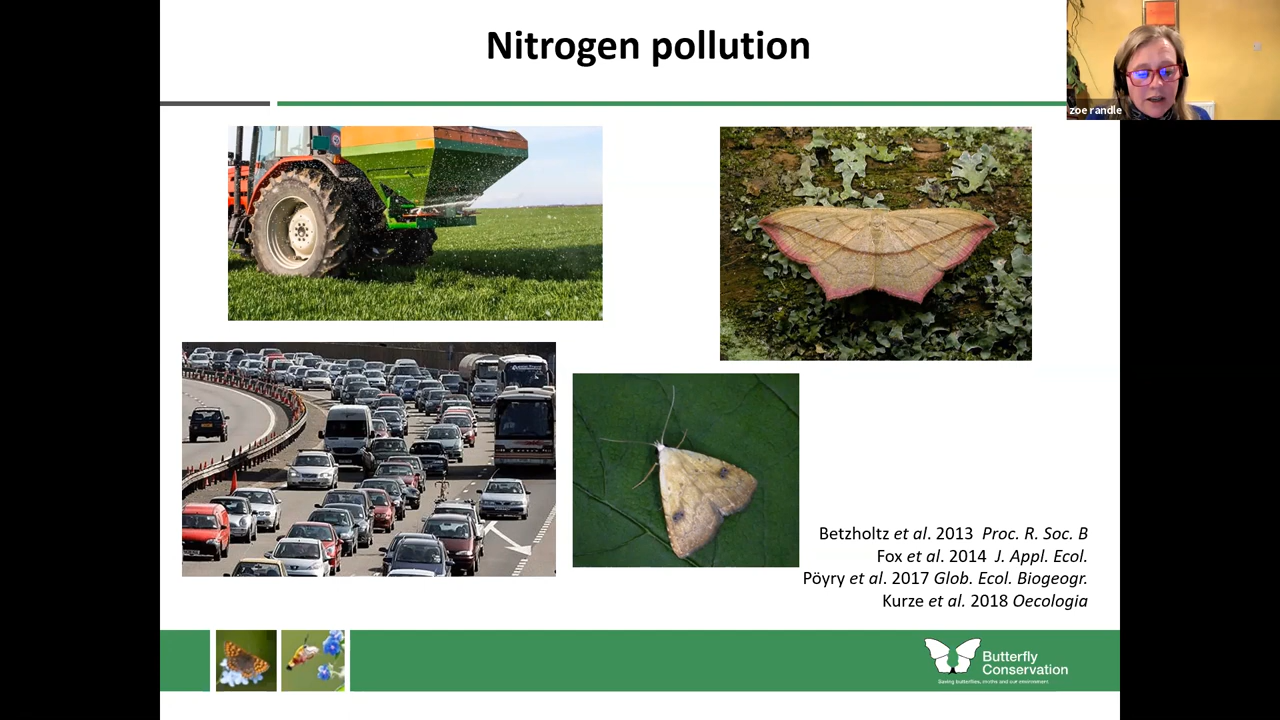 Nitrogen pollution
zoe randle
Betzholtz et al. 2013 Proc. R. Soc. B
Fox et al. 2014 J. Appl. Ecol.
Pöyry et al. 2017 Glob. Ecol. Biogeogr.
Kurze et al. 2018 Oecologia
Butterfly
Conservation
Saving butterflies, moths and our environment